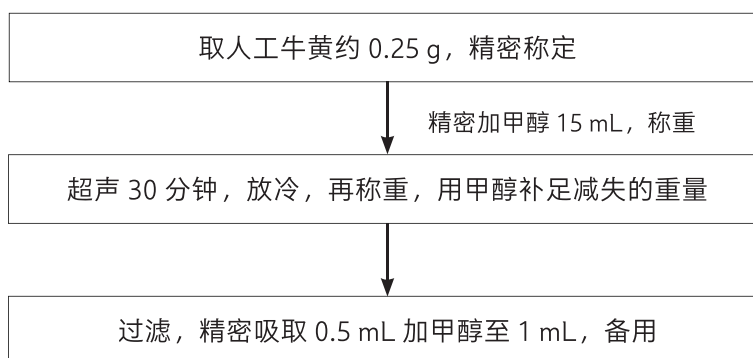 取人工牛黄约 0.25 g，精密称定
精密加甲醇 15 mL，称重
超声 30 分钟，放冷，再称重，用甲醇补足减失的重量
过滤，精密吸取 0.5 mL 加甲醇至 1 mL，备用